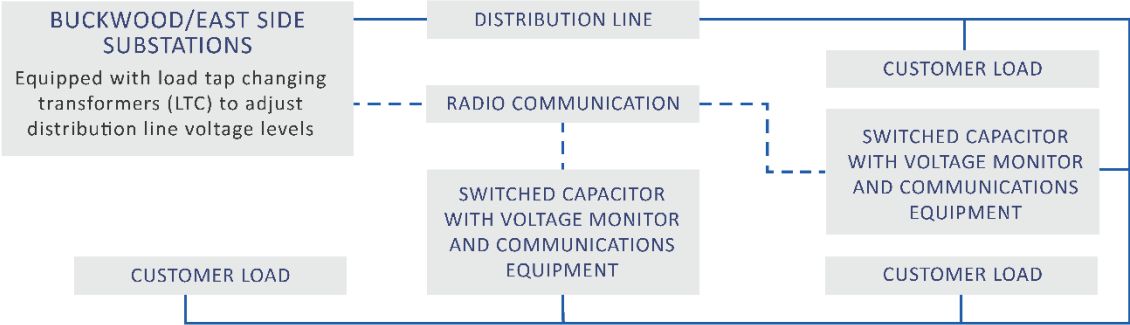 BUCKWOOD/EAST SIDE
SUBSTATIONS
Equipped with load tap changing
transformers (LTC) to adjust
distribution line voltage levels
DISTRIBUTION LINE
CUSTOMER LOAD
RADIO COMMUNICATION
SWITCHED CAPACITOR
WITH VOLTAGE MONITOR
AND COMMUNICATIONS
EQUIPMENT
SWITCHED CAPACITOR
WITH VOLTAGE MONITOR
AND COMMUNICATIONS
EQUIPMENT
CUSTOMER LOAD
CUSTOMER LOAD